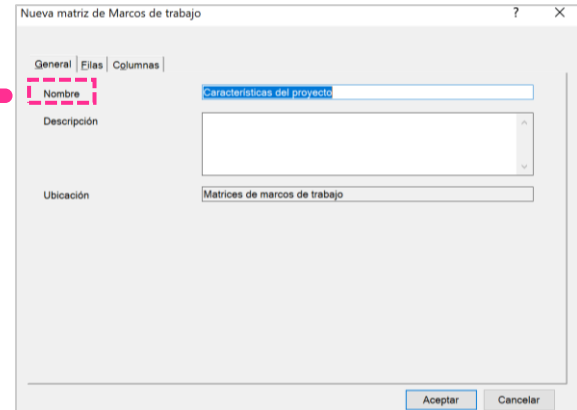 Nueva matriz de Marcos de trabajo ? ×
General Filas Columnas
Nombre Características del proyecto
Descripción
Ubicación Matrices de marcos de trabajo
Aceptar Cancelar